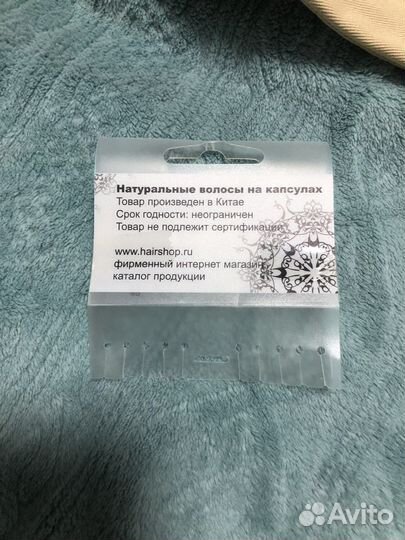 Натуральные волосы на капсулах
Товар произведен в Китае
Срок годности: неограничен
Товар не подлежит сертификации
www.hairshop.ru
фирменный интернет магазин
каталог продукции
Avito